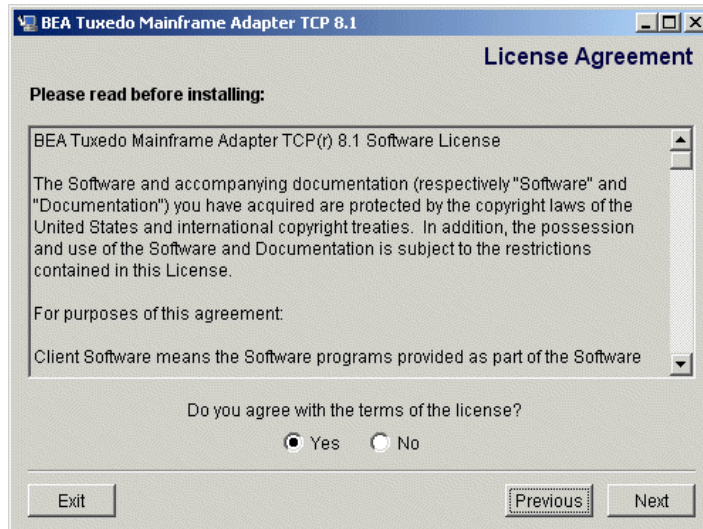 BEA Tuxedo Mainframe Adapter TCP 8.1
License Agreement
Please read before installing:
BEA Tuxedo Mainframe Adapter TCP(r) 8.1 Software License
The Software and accompanying documentation (respectively "Software" and
"Documentation") you have acquired are protected by the copyright laws of the
United States and international copyright treaties.  In addition, the possession
and use of the Software and Documentation is subject to the restrictions
contained in this License.
For purposes of this agreement:
Client Software means the Software programs provided as part of the Software
Do you agree with the terms of the license?
Yes No
Exit Previous Next